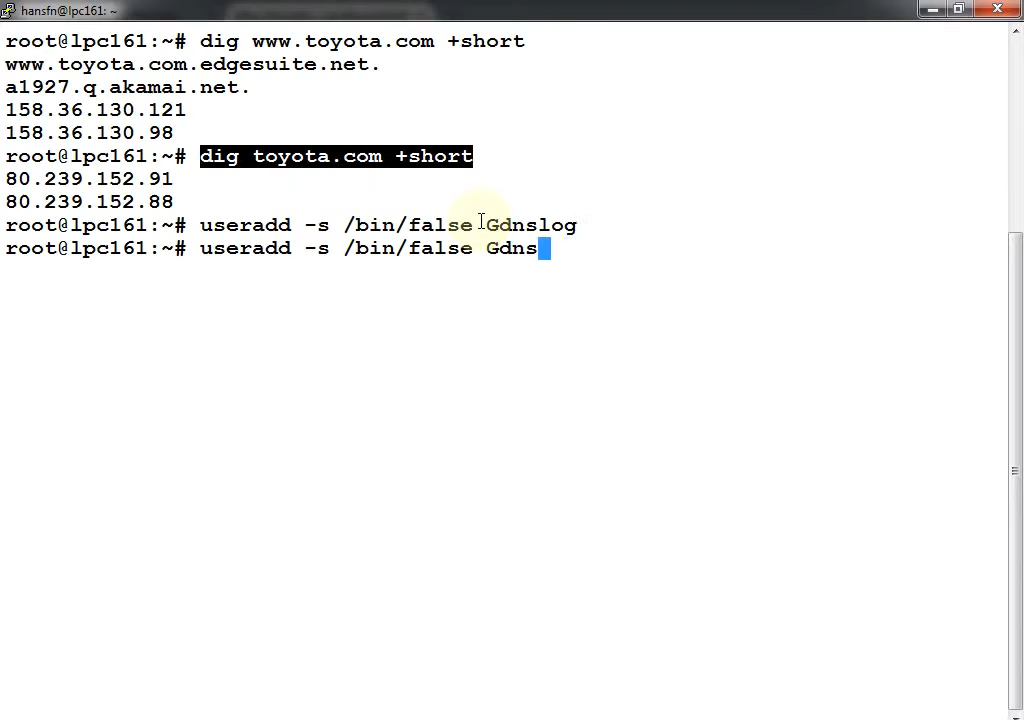 hansfn@lpc161: ~
root@lpc161:~# dig www.toyota.com +short
www.toyota.com.edgesuite.net.
a1927.q.akamai.net.
158.36.130.121
158.36.130.98
root@lpc161:~# dig toyota.com +short
80.239.152.91
80.239.152.88
root@lpc161:~# useradd -s /bin/false Gdnslog
root@lpc161:~# useradd -s /bin/false Gdns